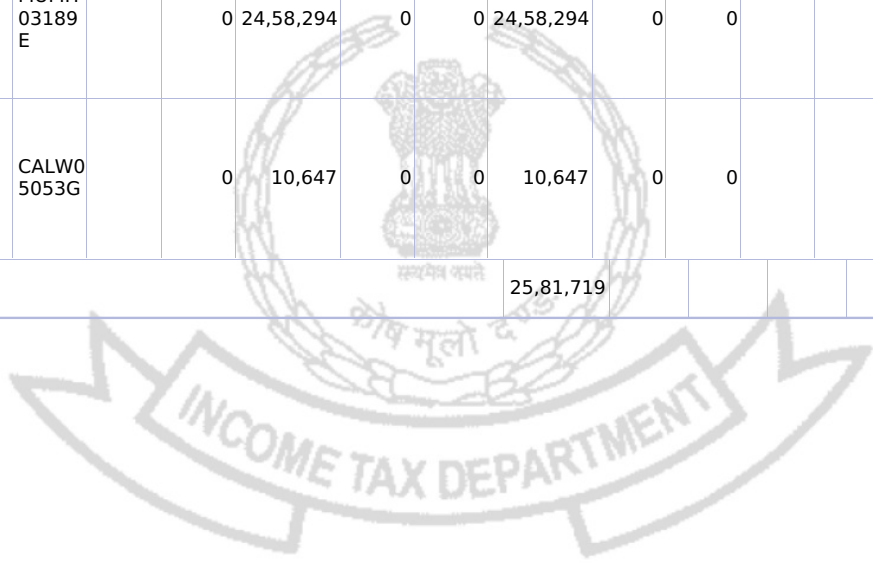 03189 0 24,58,294 0 0 24,58,294 0 0
E
CALW0 0 10,647 0 0 10,647 0 0
5053G
सत्यमेव जयते
25,81,719
कोष मूलो दण्डः
INCOME TAX DEPARTMENT